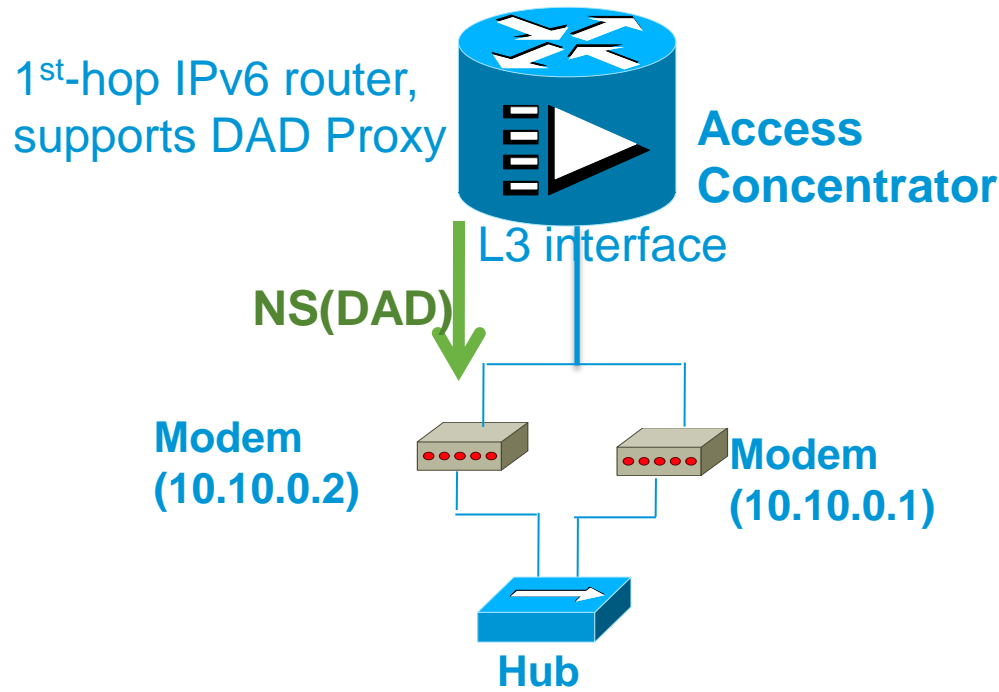 1st-hop IPv6 router,
supports DAD Proxy
Access
Concentrator
L3 interface
NS(DAD)
Modem
(10.10.0.2)
Modem
(10.10.0.1)
Hub